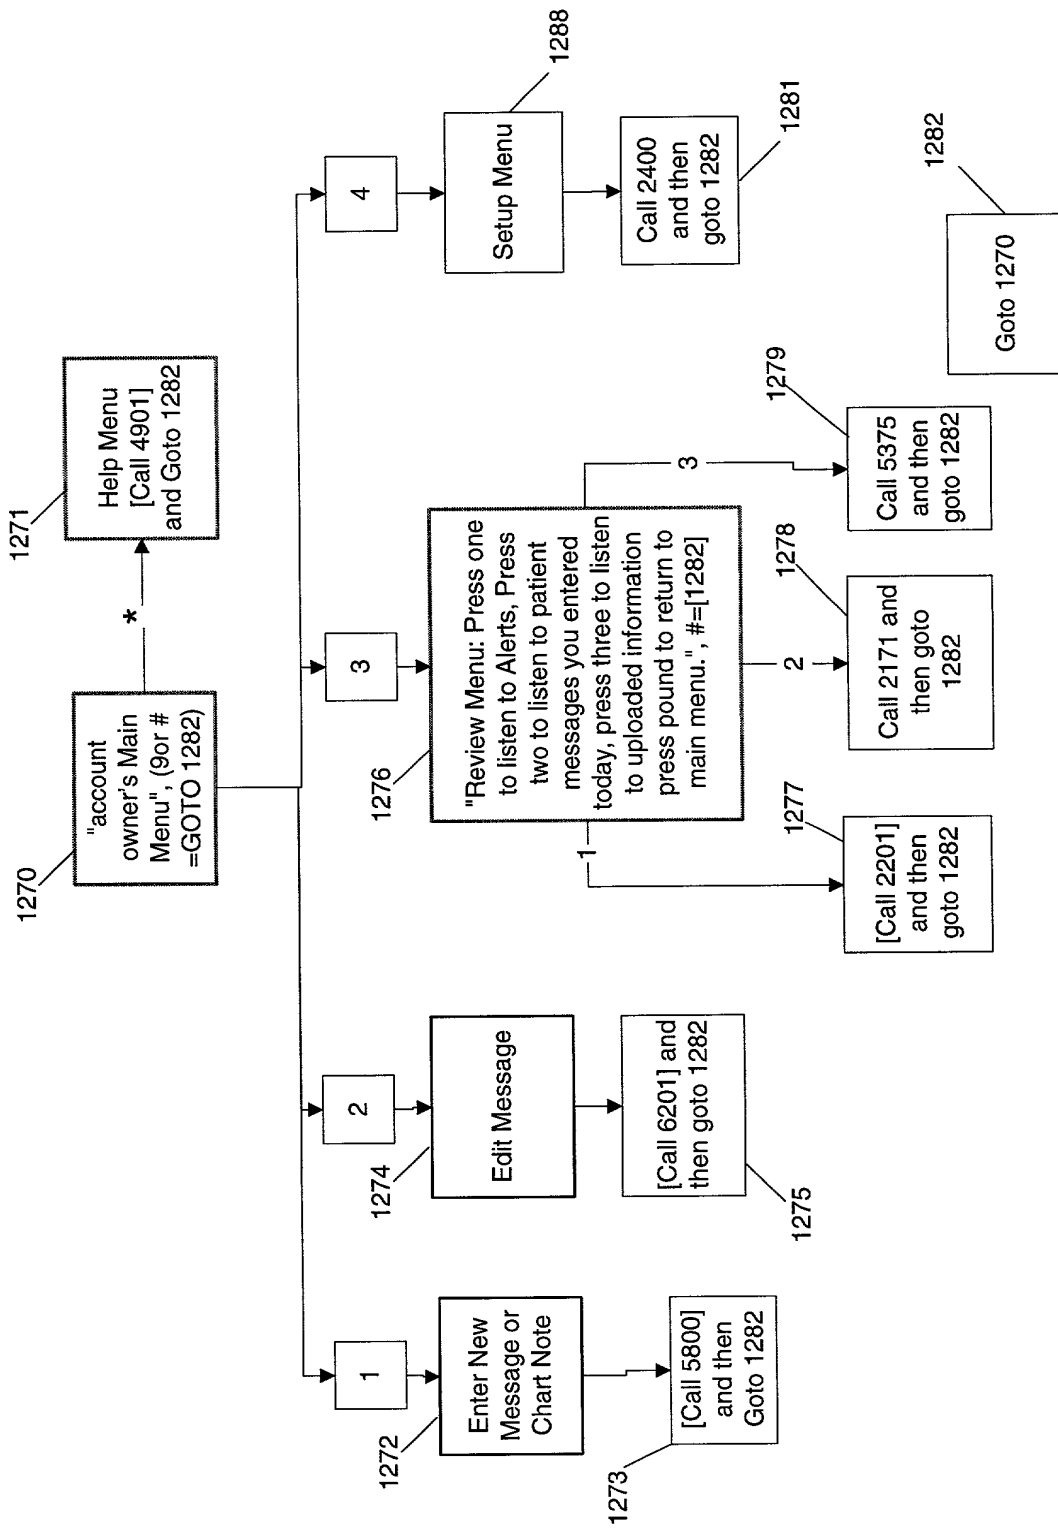 1270
"account
owner's Main
Menu", (9or #
=GOTO 1282)
*
1271
Help Menu
[Call 4901]
and Goto 1282
1
1272
Enter New
Message or
Chart Note
1273
[Call 5800]
and then
Goto 1282
2
1274
Edit Message
1275
[Call 6201] and
then goto 1282
3
1276
"Review Menu: Press one
to listen to Alerts, Press
two to listen to patient
messages you entered
today, press three to listen
to uploaded information
press pound to return to
main menu.", #=[1282]
1
1277
[Call 2201]
and then
goto 1282
2
1278
Call 2171 and
then goto
1282
3
1279
Call 5375
and then
goto 1282
4
1288
Setup Menu
1281
Call 2400
and then
goto 1282
1282
Goto 1270